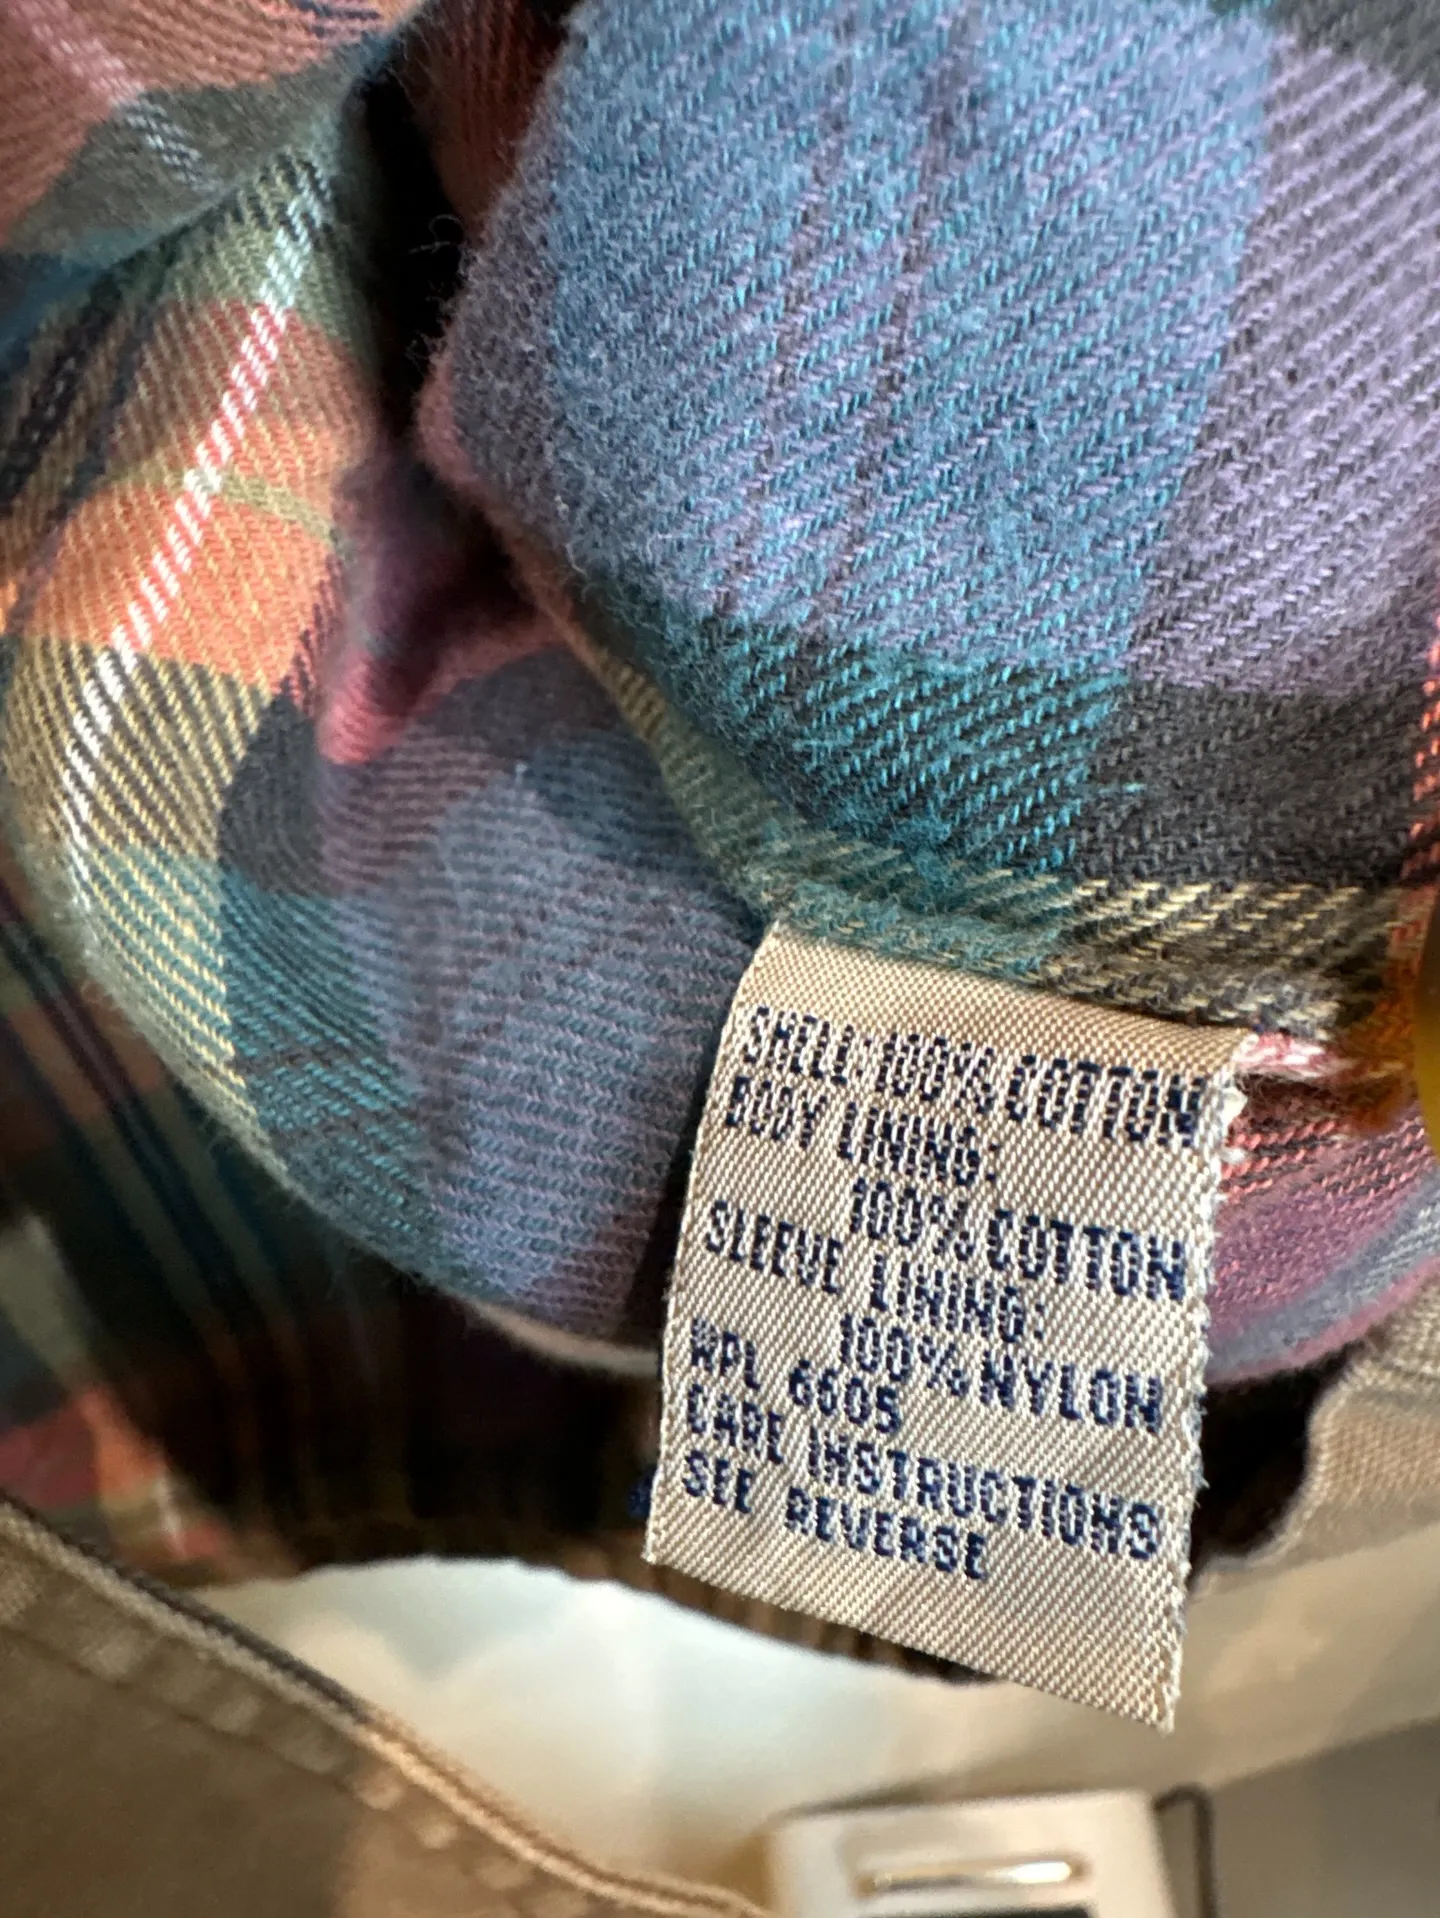 SHELL: 100% COTTON
BODY LINING:
100% COTTON
SLEEVE LINING:
100% NYLON
WPL 6605
CARE INSTRUCTIONS
SEE REVERSE